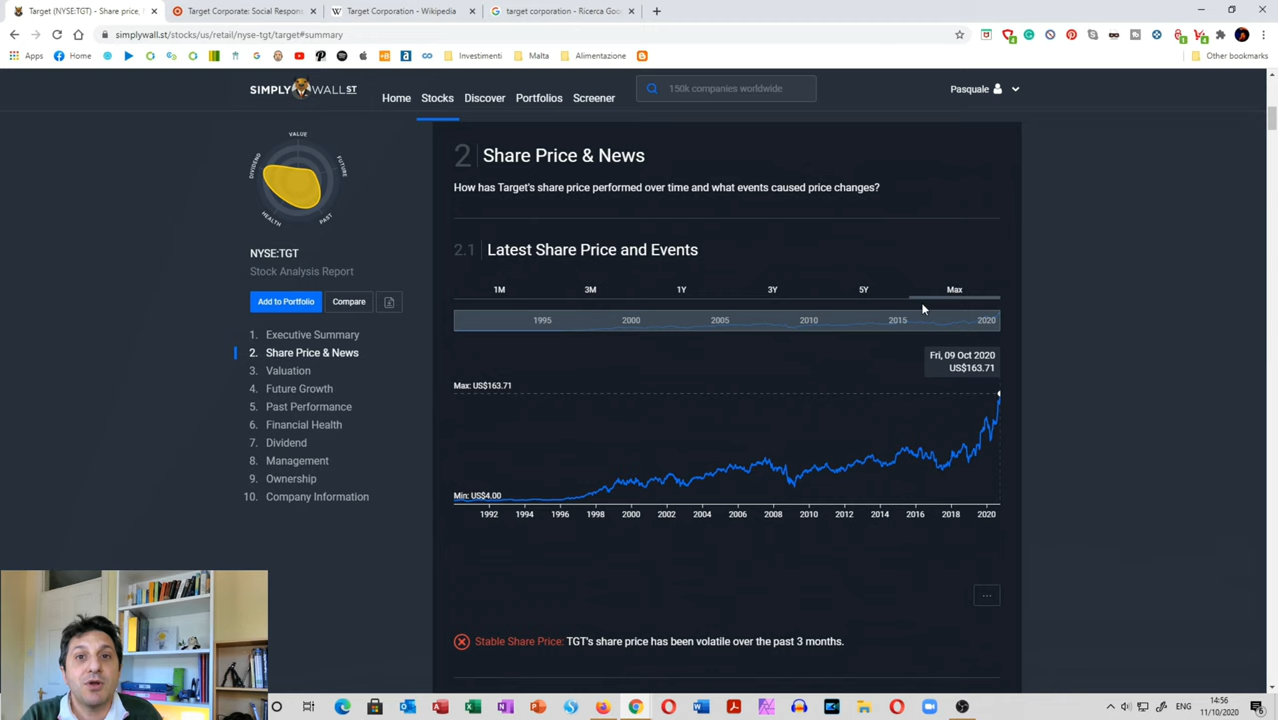 Target (NYSE:TGT) - Share price,
Target Corporate: Social Respon
Target Corporation - Wikipedia
target corporation - Ricerca Goo
simplywall.st/stocks/us/retail/nyse-tgt/target#summary
Apps
Home
Investimenti
Malta
Alimentazione
Other bookmarks
SIMPLY WALL ST
Home
Stocks
Discover
Portfolios
Screener
150k companies worldwide
Pasquale
VALUE
FUTURE
PAST
HEALTH
DIVIDEND
NYSE:TGT
Stock Analysis Report
Add to Portfolio
Compare
1. Executive Summary
2. Share Price & News
3. Valuation
4. Future Growth
5. Past Performance
6. Financial Health
7. Dividend
8. Management
9. Ownership
10. Company Information
2 Share Price & News
How has Target's share price performed over time and what events caused price changes?
2.1 Latest Share Price and Events
1M 3M 1Y 3Y 5Y Max
1995 2000 2005 2010 2015 2020
Fri, 09 Oct 2020
US$163.71
Max: US$163.71
Min: US$4.00
1992 1994 1996 1998 2000 2002 2004 2006 2008 2010 2012 2014 2016 2018 2020
...
Stable Share Price: TGT's share price has been volatile over the past 3 months.
14:56
ENG
11/10/2020